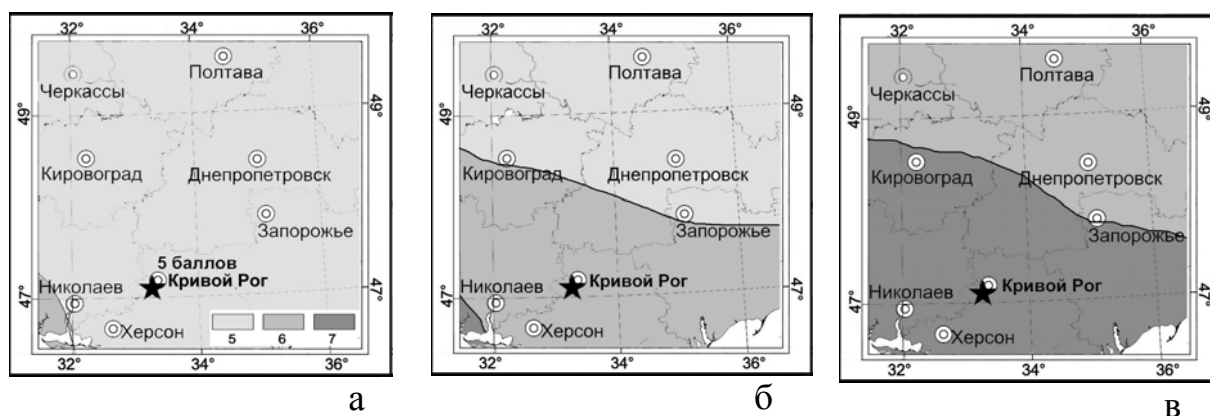 32° 34° 36°
Полтава
Черкассы
49° 49°
Кировоград Днепропетровск
Запорожье
5 баллов
Кривой Рог
Николаев
47° 47°
Херсон
5 6 7
32° 34° 36°
а
32° 34° 36°
Полтава
Черкассы
49° 49°
Кировоград Днепропетровск
Запорожье
Николаев Кривой Рог
47° 47°
Херсон
32° 34° 36°
б
32° 34° 36°
Полтава
Черкассы
49° 49°
Кировоград Днепропетровск
Запорожье
Николаев Кривой Рог
47° 47°
Херсон
32° 34° 36°
в